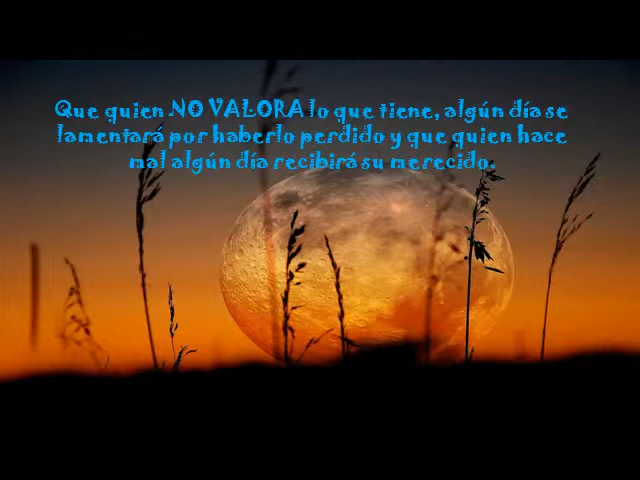 Que quien NO VALORA lo que tiene, algún día se
lamentará por haberlo perdido y que quien hace
mal algún día recibirá su merecido.